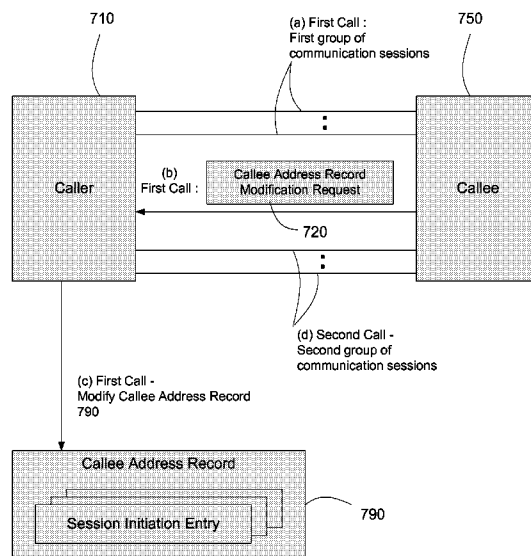 710
(a) First Call :
First group of
communication sessions
750
Caller
(b)
First Call :
Callee Address Record
Modification Request
720
Callee
(d) Second Call -
Second group of
communication sessions
(c) First Call -
Modify Callee Address Record
790
Callee Address Record
Session Initiation Entry
790